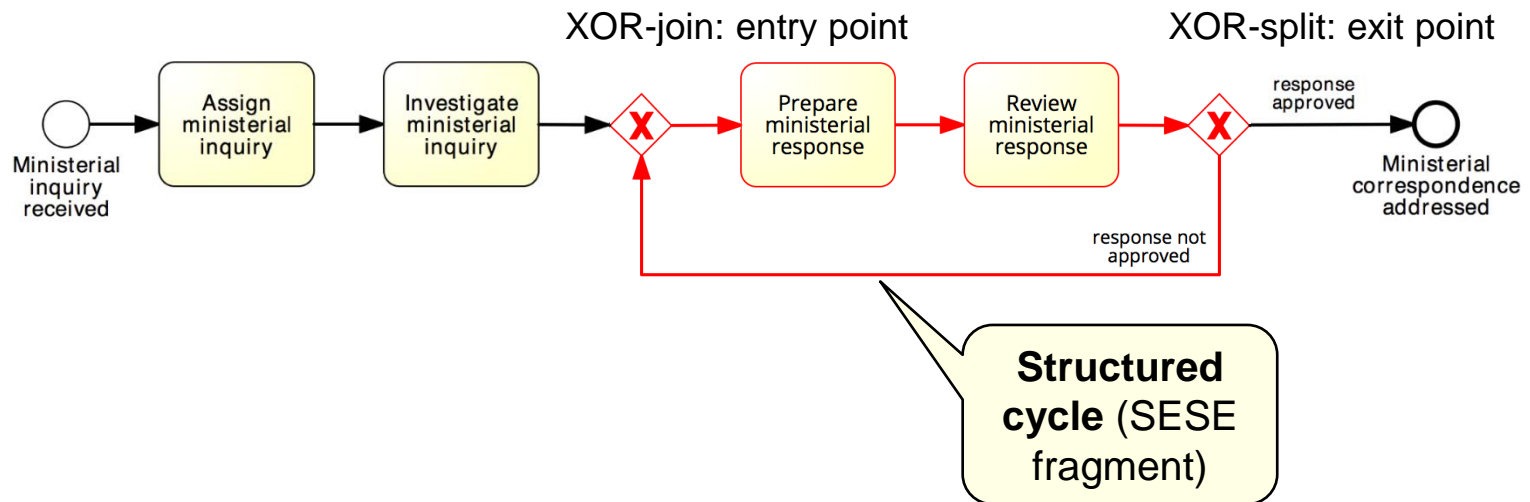 XOR-join: entry point
XOR-split: exit point
Ministerial
inquiry
received
Assign
ministerial
inquiry
Investigate
ministerial
inquiry
X
Prepare
ministerial
response
Review
ministerial
response
X
response
approved
Ministerial
correspondence
addressed
response not
approved
Structured
cycle (SESE
fragment)